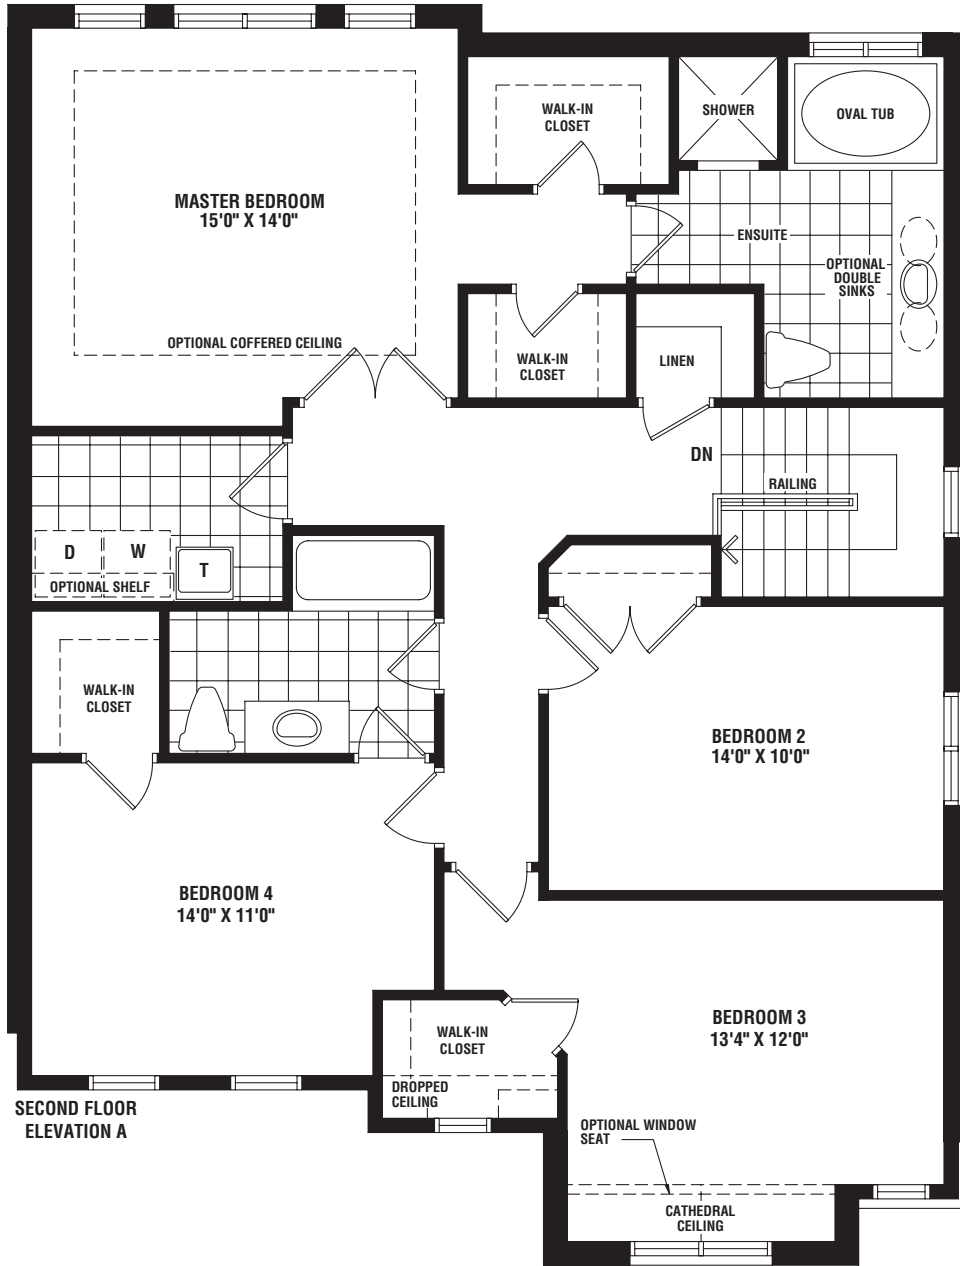 WALK-IN
CLOSET
SHOWER
OVAL TUB
MASTER BEDROOM
15'0" X 14'0"
ENSUITE
OPTIONAL
DOUBLE
SINKS
OPTIONAL COFFERED CEILING
WALK-IN
CLOSET
LINEN
DN
RAILING
D
W
T
OPTIONAL SHELF
WALK-IN
CLOSET
BEDROOM 2
14'0" X 10'0"
BEDROOM 4
14'0" X 11'0"
BEDROOM 3
13'4" X 12'0"
WALK-IN
CLOSET
DROPPED
CEILING
SECOND FLOOR
ELEVATION A
OPTIONAL WINDOW
SEAT
CATHEDRAL
CEILING